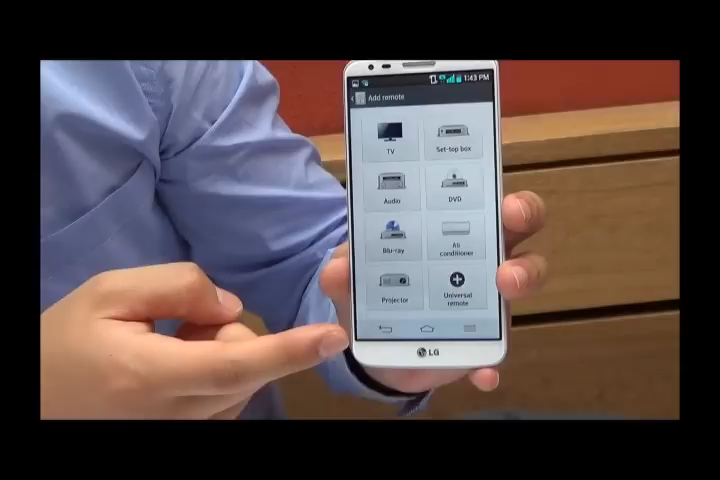 1:43 PM
Add remote
TV
Set-top box
Audio
DVD
Blu-ray
Air
conditioner
Projector
Universal
remote
LG